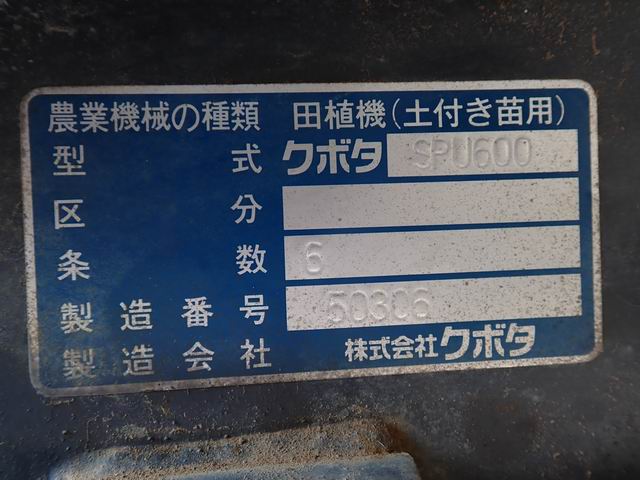 農業機械の種類 田植機(土付き苗用)
型式 クボタ SPU600
区分
条数 6
製造番号 50306
製造会社 株式会社クボタ